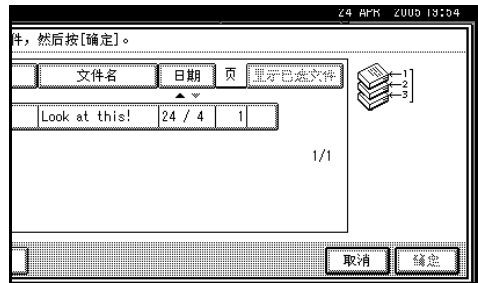 24 APR 2005 19:54
件，然后按[确定]。
文件名 日期 页 显示已选文件
1
2
3
Look at this! 24 / 4 1
1/1
取消 确定